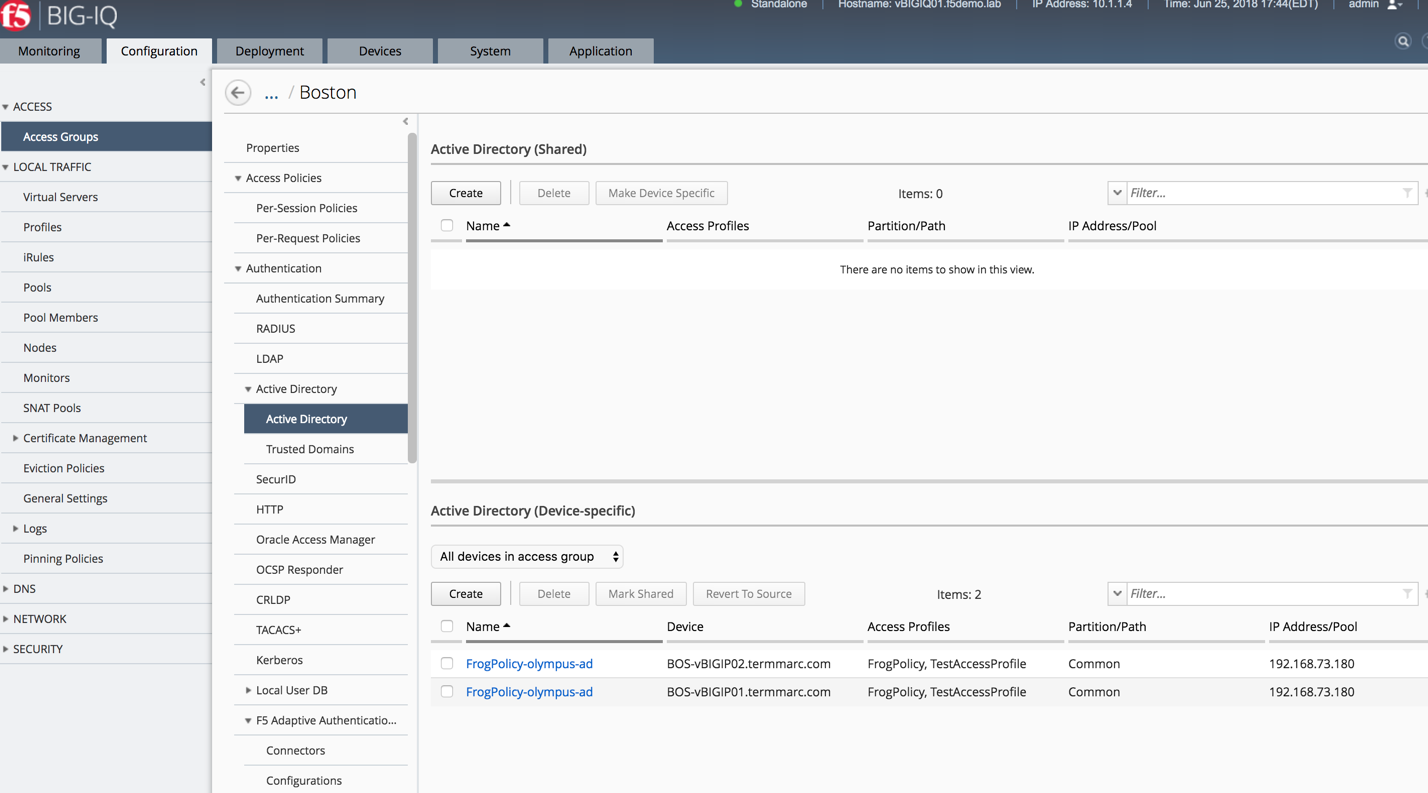 f5 BIG-IQ
Standalone Hostname: vBIGIQ01.f5demo.lab IP Address: 10.1.1.4 Time: Jun 25, 2018 17:44(EDT) admin
Monitoring Configuration Deployment Devices System Application
ACCESS
Access Groups
LOCAL TRAFFIC
Virtual Servers
Profiles
iRules
Pools
Pool Members
Nodes
Monitors
SNAT Pools
Certificate Management
Eviction Policies
General Settings
Logs
Pinning Policies
DNS
NETWORK
SECURITY
... / Boston
Properties
Access Policies
Per-Session Policies
Per-Request Policies
Authentication
Authentication Summary
RADIUS
LDAP
Active Directory
Active Directory
Trusted Domains
SecurID
HTTP
Oracle Access Manager
OCSP Responder
CRLDP
TACACS+
Kerberos
Local User DB
F5 Adaptive Authenticatio...
Connectors
Configurations
Active Directory (Shared)
Create Delete Make Device Specific Items: 0 Filter...
Name Access Profiles Partition/Path IP Address/Pool
There are no items to show in this view.
Active Directory (Device-specific)
All devices in access group
Create Delete Mark Shared Revert To Source Items: 2 Filter...
Name Device Access Profiles Partition/Path IP Address/Pool
FrogPolicy-olympus-ad BOS-vBIGIP02.termmarc.com FrogPolicy, TestAccessProfile Common 192.168.73.180
FrogPolicy-olympus-ad BOS-vBIGIP01.termmarc.com FrogPolicy, TestAccessProfile Common 192.168.73.180